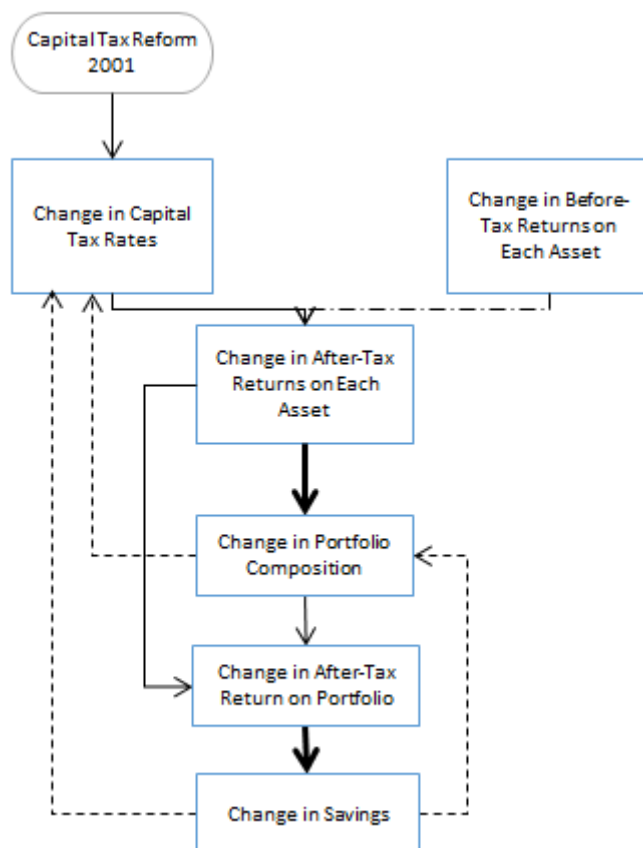 Capital Tax Reform
2001
Change in Capital
Tax Rates
Change in Before-
Tax Returns on
Each Asset
Change in After-Tax
Returns on Each
Asset
Change in Portfolio
Composition
Change in After-Tax
Return on Portfolio
Change in Savings